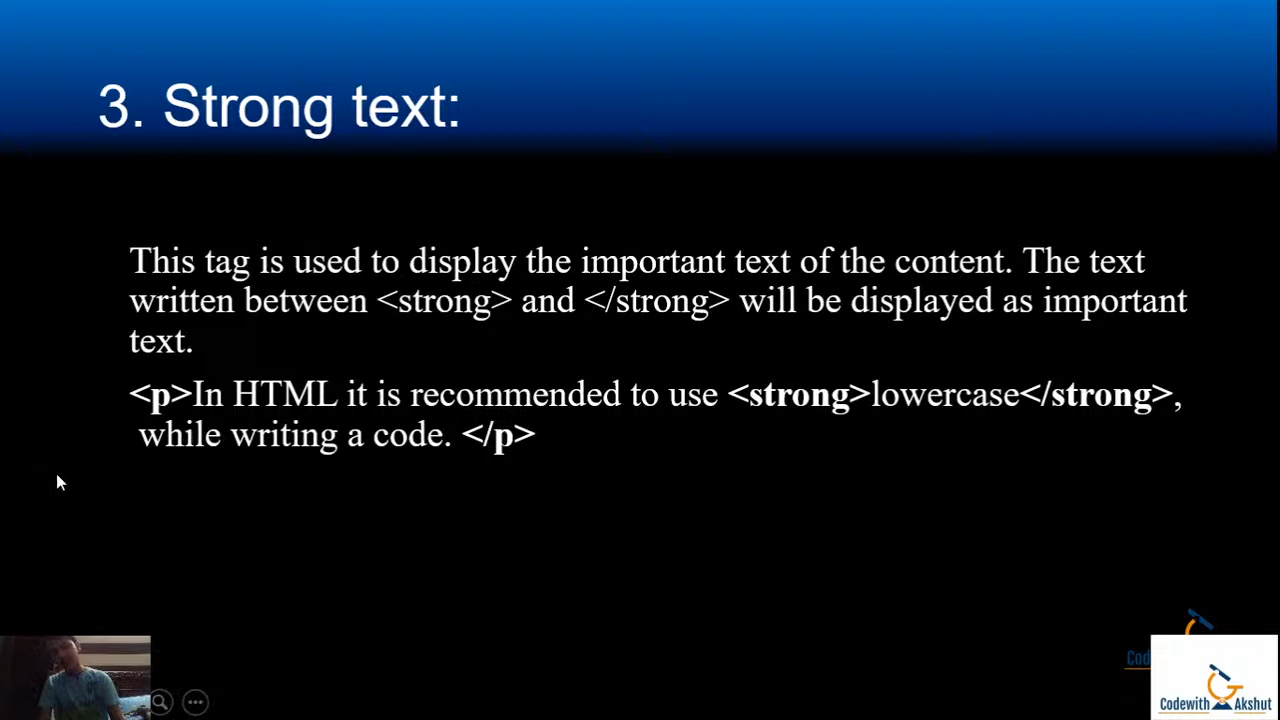 3. Strong text:
This tag is used to display the important text of the content. The text
written between <strong> and </strong> will be displayed as important
text.
<p>In HTML it is recommended to use <strong>lowercase</strong>,
while writing a code. </p>
Cod
Codewith Akshut